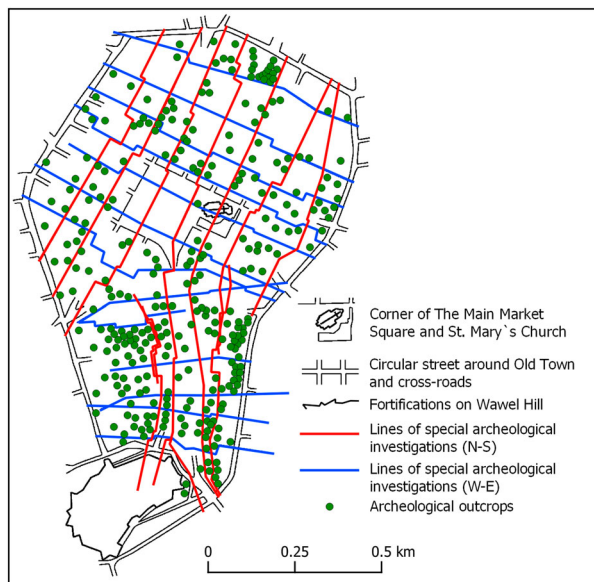 Corner of The Main Market
Square and St. Mary`s Church
Circular street around Old Town
and cross-roads
Fortifications on Wawel Hill
Lines of special archeological
investigations (N-S)
Lines of special archeological
investigations (W-E)
Archeological outcrops
0 0.25 0.5 km